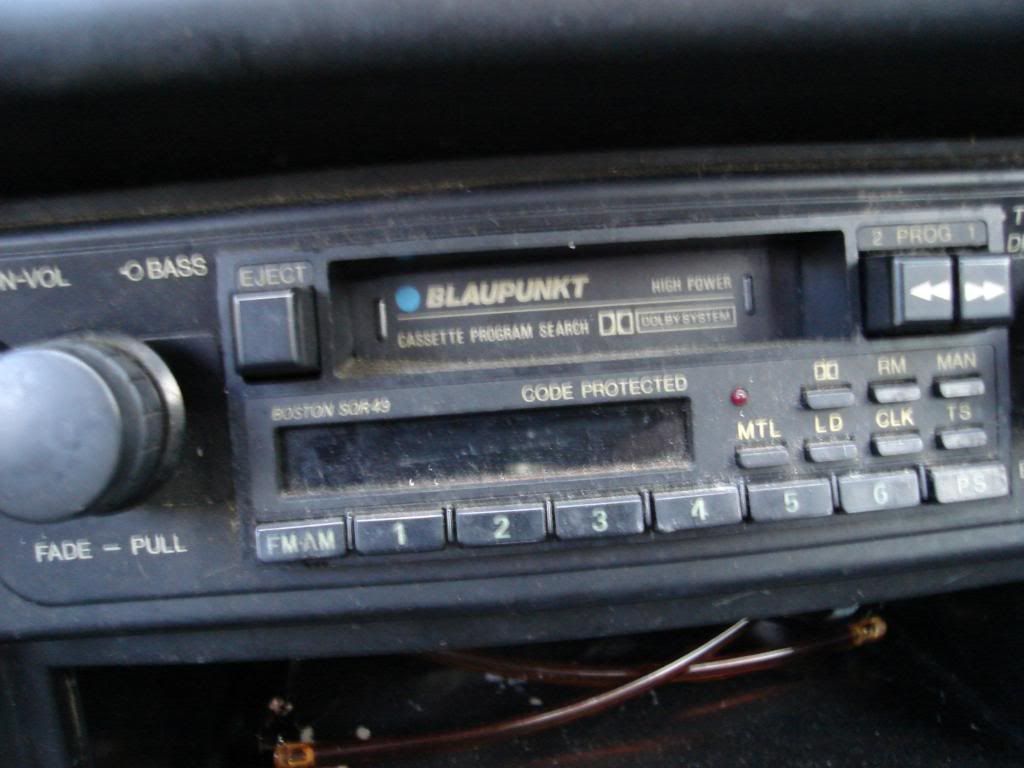 N-VOL
BASS
EJECT
BLAUPUNKT
HIGH POWER
CASSETTE PROGRAM SEARCH
DOLBY SYSTEM
2 PROG 1
CODE PROTECTED
BOSTON SQR 49
RM
MAN
MTL
LD
CLK
TS
FM·AM
1
2
3
4
5
6
PS
FADE – PULL